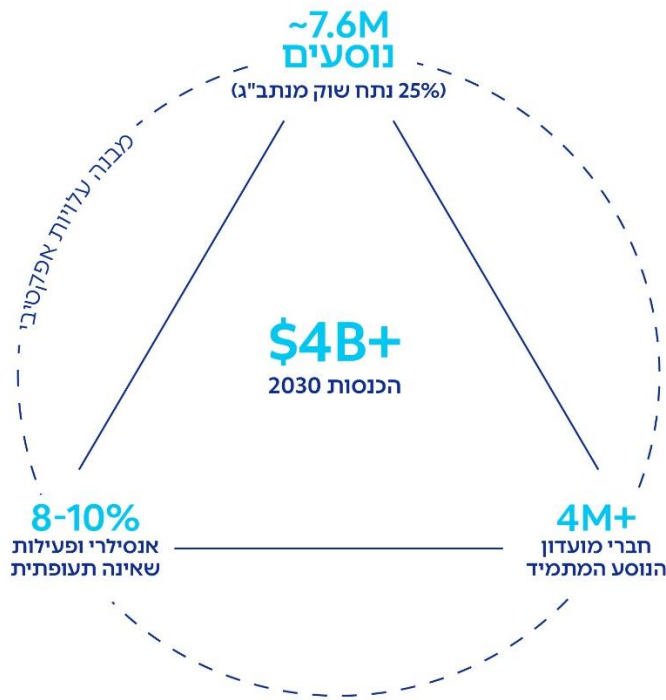 ~7.6M
נוסעים
(25% נתח שוק מנתב"ג)
מבנה עלויות אפקטיבי
$4B+
הכנסות 2030
4M+
חברי מועדון
הנוסע המתמיד
8-10%
אנסילרי ופעילות
שאינה תעופתית